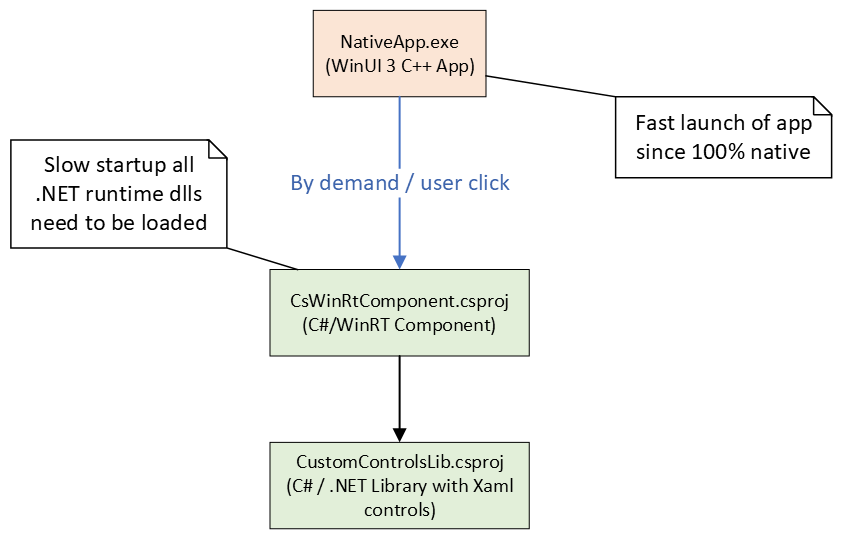 NativeApp.exe
(WinUI 3 C++ App)
Fast launch of app
since 100% native
Slow startup all
.NET runtime dlls
need to be loaded
By demand / user click
CsWinRtComponent.csproj
(C#/WinRT Component)
CustomControlsLib.csproj
(C# / .NET Library with Xaml
controls)